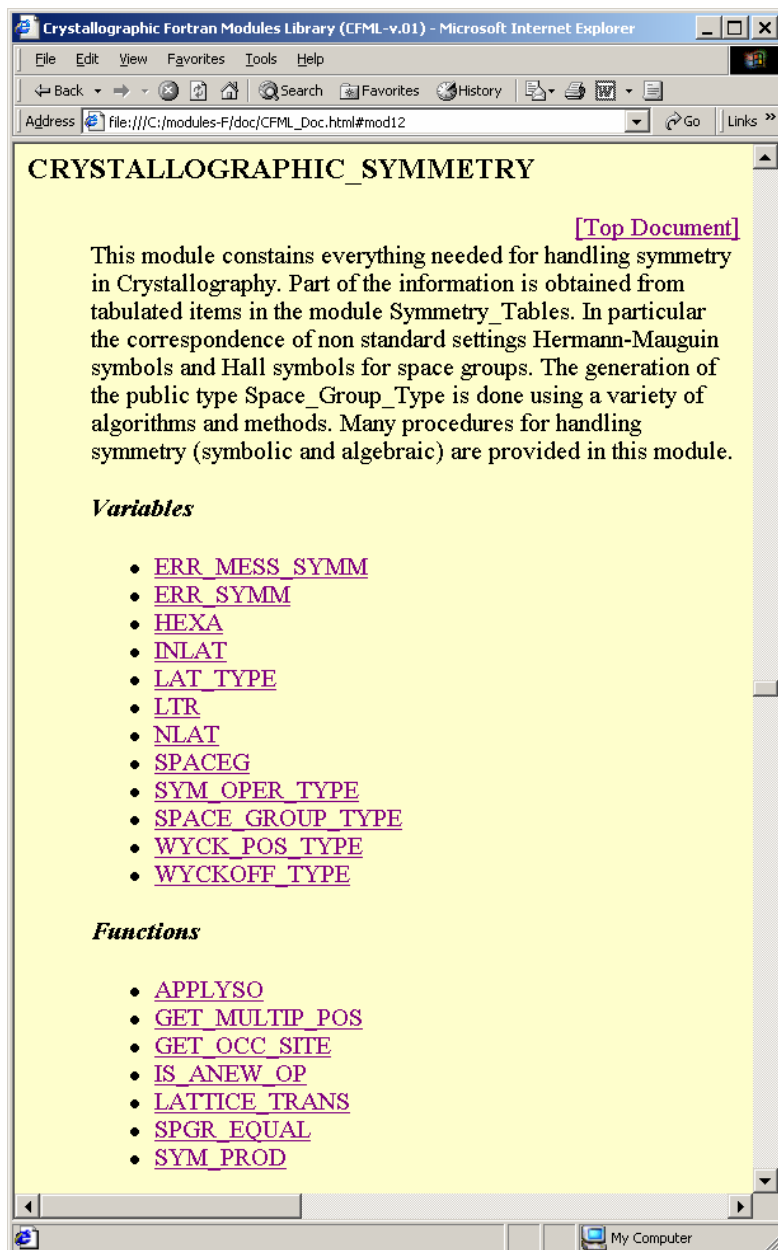 Crystallographic Fortran Modules Library (CFML-v.01) - Microsoft Internet Explorer
File Edit View Favorites Tools Help
Back Search Favorites History
Address file:///C:/modules-F/doc/CFML_Doc.html#mod12 Go Links »
CRYSTALLOGRAPHIC_SYMMETRY
[Top Document]
This module constains everything needed for handling symmetry
in Crystallography. Part of the information is obtained from
tabulated items in the module Symmetry_Tables. In particular
the correspondence of non standard settings Hermann-Mauguin
symbols and Hall symbols for space groups. The generation of
the public type Space_Group_Type is done using a variety of
algorithms and methods. Many procedures for handling
symmetry (symbolic and algebraic) are provided in this module.
Variables
• ERR_MESS_SYMM
• ERR_SYMM
• HEXA
• INLAT
• LAT_TYPE
• LTR
• NLAT
• SPACEG
• SYM_OPER_TYPE
• SPACE_GROUP_TYPE
• WYCK_POS_TYPE
• WYCKOFF_TYPE
Functions
• APPLYSO
• GET_MULTIP_POS
• GET_OCC_SITE
• IS_ANEW_OP
• LATTICE_TRANS
• SPGR_EQUAL
• SYM_PROD
My Computer